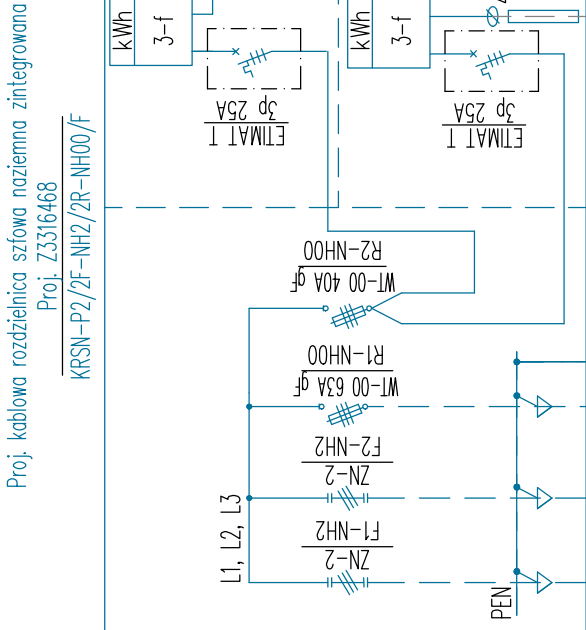 Proj. kablowa rozdzielnica szfowa naziemna zintegrowana
Proj. Z3316468
KRSN-P2/2F-NH2/2R-NH00/F
kWh
3-f
kWh
3-f
ETIMAT T
3p 25A
ETIMAT T
3p 25A
WT-00 40A gF
R2-NH00
WT-00 63A gF
R1-NH00
ZN-2
F2-NH2
ZN-2
F1-NH2
L1, L2, L3
PEN